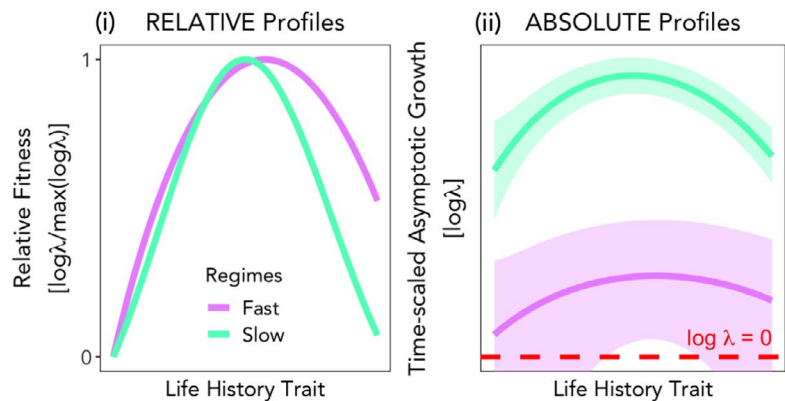 (i) RELATIVE Profiles
1
0
Relative Fitness
[logλ/max(logλ)]
Regimes
Fast
Slow
Life History Trait
(ii) ABSOLUTE Profiles
Time-scaled Asymptotic Growth
[logλ]
log λ = 0
Life History Trait